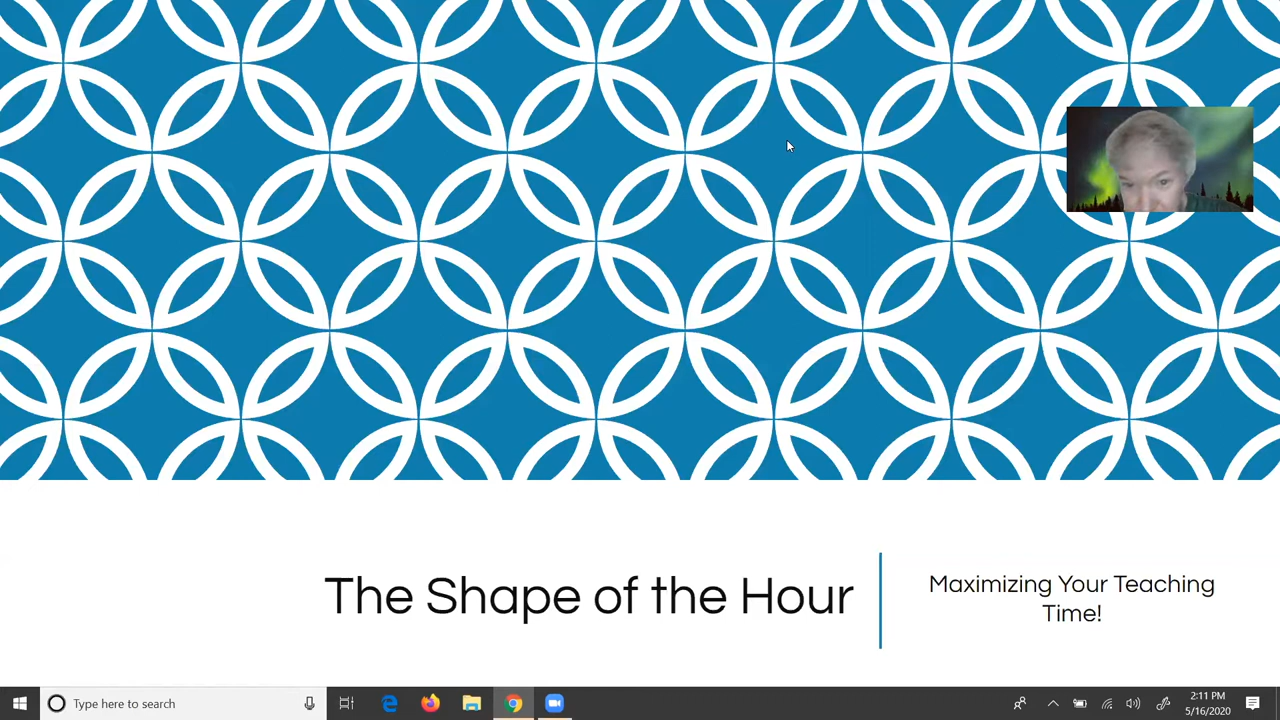 The Shape of the Hour
Maximizing Your Teaching
Time!
Type here to search
2:11 PM
5/16/2020